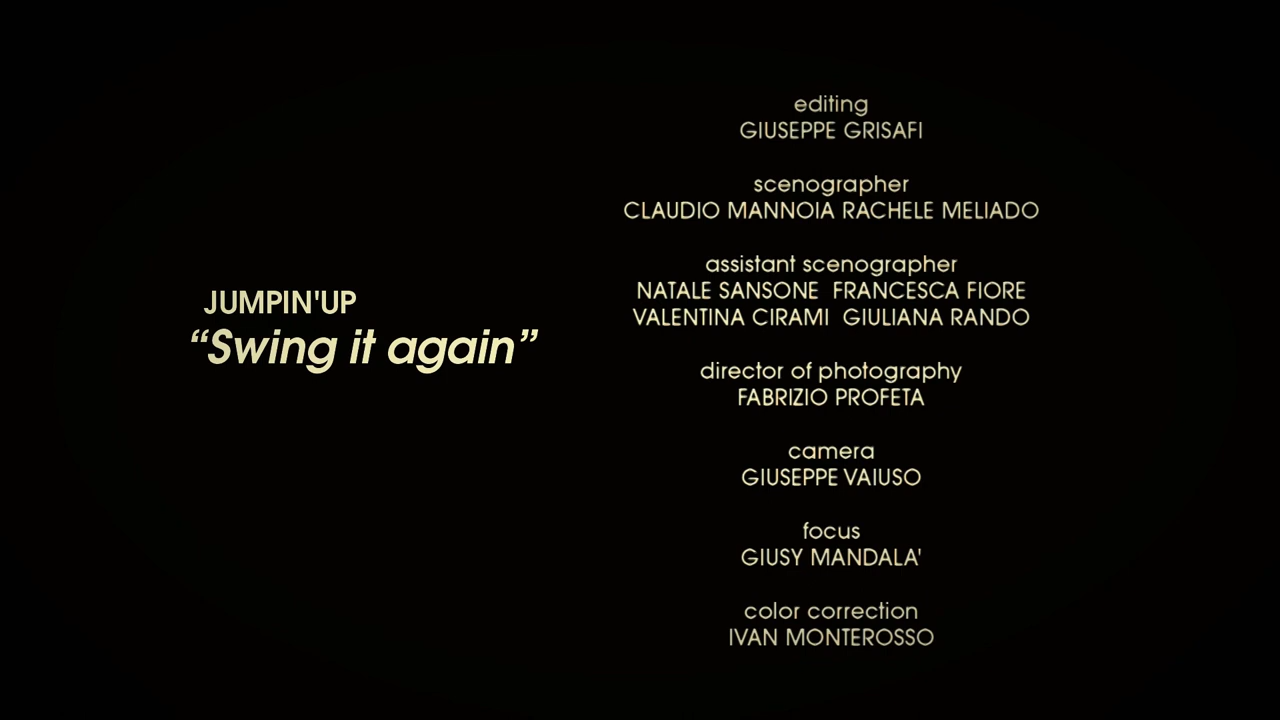 JUMPIN'UP
“Swing it again”
editing
GIUSEPPE GRISAFI
scenographer
CLAUDIO MANNOIA RACHELE MELIADO
assistant scenographer
NATALE SANSONE FRANCESCA FIORE
VALENTINA CIRAMI GIULIANA RANDO
director of photography
FABRIZIO PROFETA
camera
GIUSEPPE VAIUSO
focus
GIUSY MANDALA'
color correction
IVAN MONTEROSSO